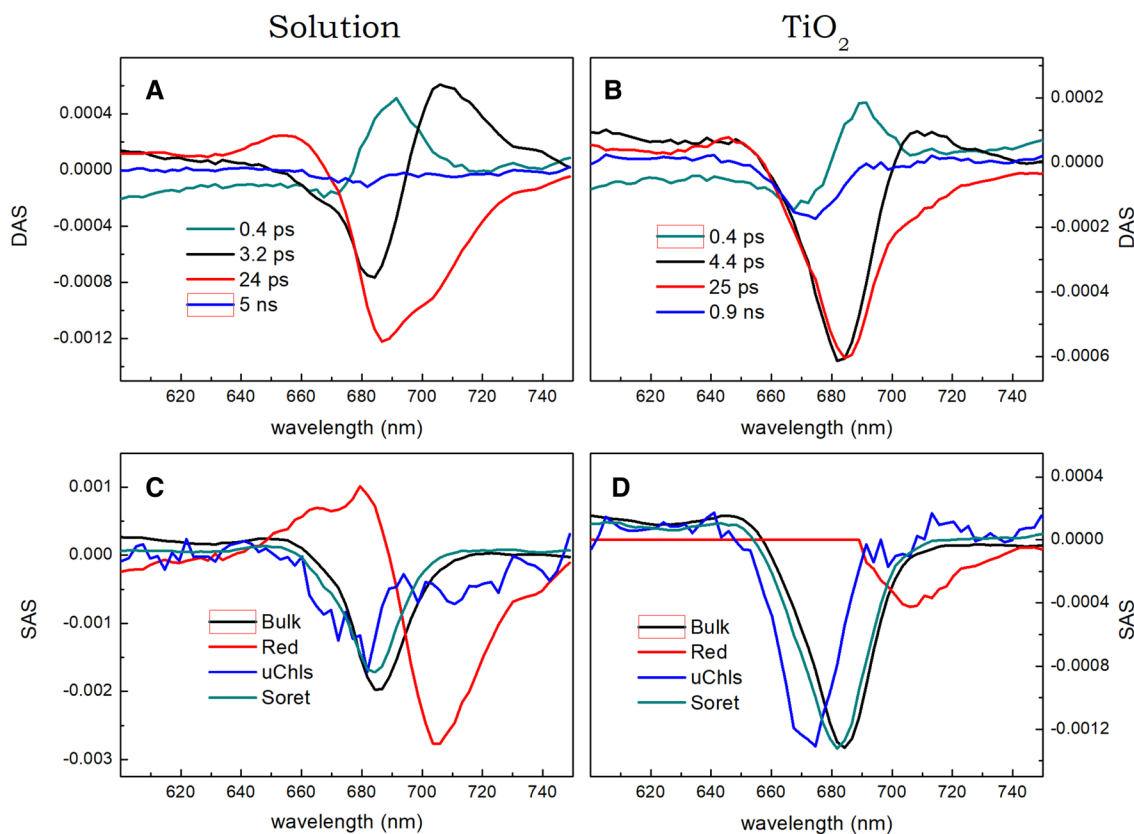 Solution
TiO₂
A
0.0004
0.0000
-0.0004
-0.0008
-0.0012
DAS
0.4 ps
3.2 ps
24 ps
5 ns
620 640 660 680 700 720 740
wavelength (nm)
B
0.0002
0.0000
-0.0002
-0.0004
-0.0006
DAS
0.4 ps
4.4 ps
25 ps
0.9 ns
620 640 660 680 700 720 740
wavelength (nm)
C
0.001
0.000
-0.001
-0.002
-0.003
SAS
Bulk
Red
uChls
Soret
620 640 660 680 700 720 740
wavelength (nm)
D
0.0004
0.0000
-0.0004
-0.0008
-0.0012
SAS
Bulk
Red
uChls
Soret
620 640 660 680 700 720 740
wavelength (nm)